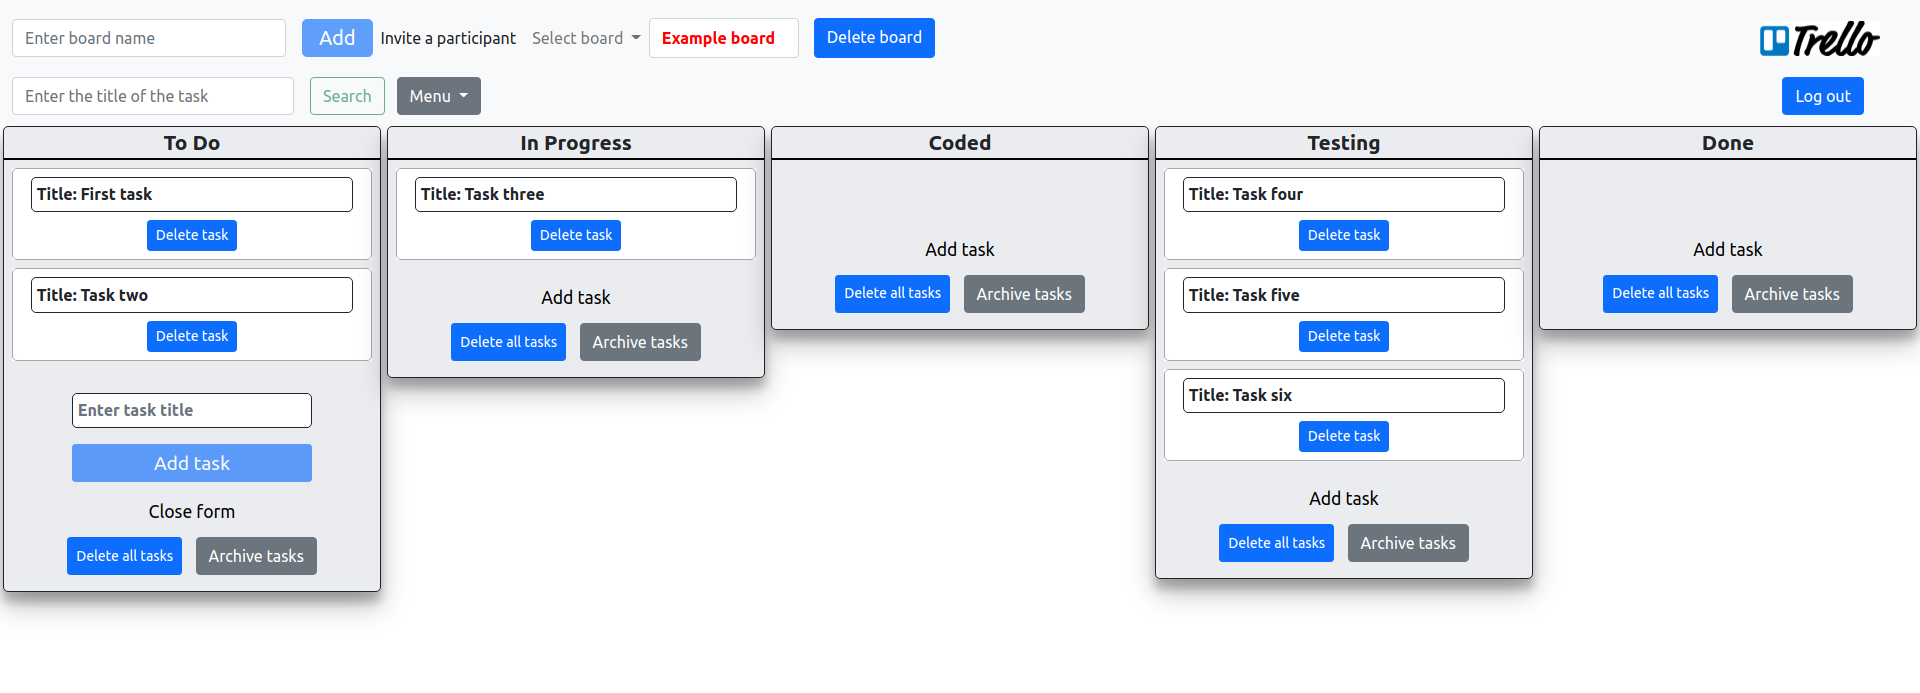 Enter board name
Add
Invite a participant
Select board
Example board
Delete board
Trello
Enter the title of the task
Search
Menu
Log out
To Do
Title: First task
Delete task
Title: Task two
Delete task
Enter task title
Add task
Close form
Delete all tasks
Archive tasks
In Progress
Title: Task three
Delete task
Add task
Delete all tasks
Archive tasks
Coded
Add task
Delete all tasks
Archive tasks
Testing
Title: Task four
Delete task
Title: Task five
Delete task
Title: Task six
Delete task
Add task
Delete all tasks
Archive tasks
Done
Add task
Delete all tasks
Archive tasks